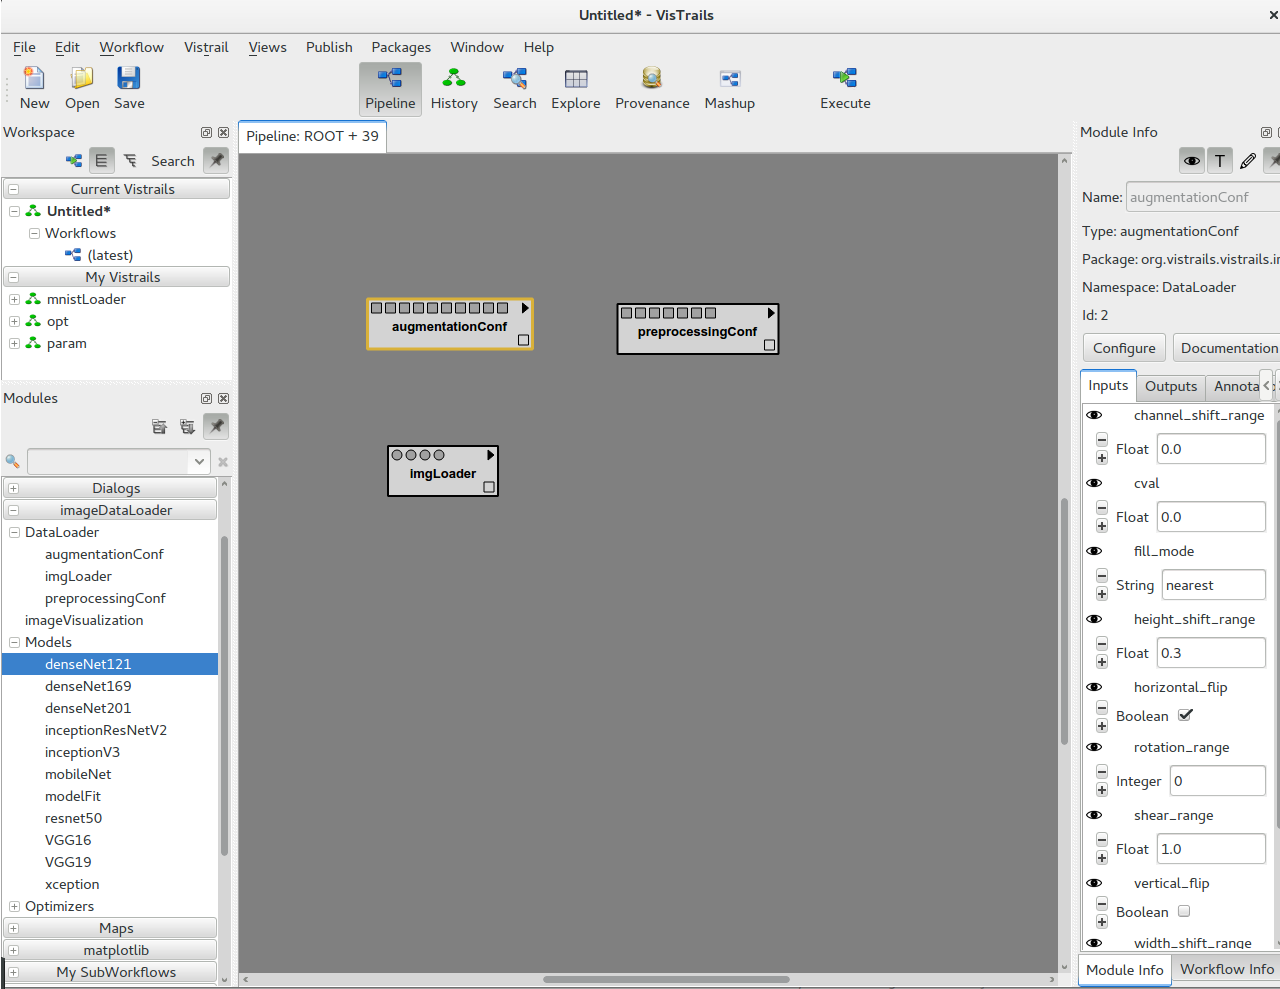 Untitled* - VisTrails
File Edit Workflow Vistrail Views Publish Packages Window Help
New Open Save Pipeline History Search Explore Provenance Mashup Execute
Workspace
Search
Current Vistrails
Untitled*
Workflows
(latest)
My Vistrails
mnistLoader
opt
param
Modules
Dialogs
imageDataLoader
DataLoader
augmentationConf
imgLoader
preprocessingConf
imageVisualization
Models
denseNet121
denseNet169
denseNet201
inceptionResNetV2
inceptionV3
mobileNet
modelFit
resnet50
VGG16
VGG19
xception
Optimizers
Maps
matplotlib
My SubWorkflows
Pipeline: ROOT + 39
augmentationConf
preprocessingConf
imgLoader
Module Info
T
Name: augmentationConf
Type: augmentationConf
Package: org.vistrails.vistrails.i
Namespace: DataLoader
Id: 2
Configure Documentation
Inputs Outputs Annota
channel_shift_range
Float 0.0
cval
Float 0.0
fill_mode
String nearest
height_shift_range
Float 0.3
horizontal_flip
Boolean
rotation_range
Integer 0
shear_range
Float 1.0
vertical_flip
Boolean
width_shift_range
Module Info Workflow Info